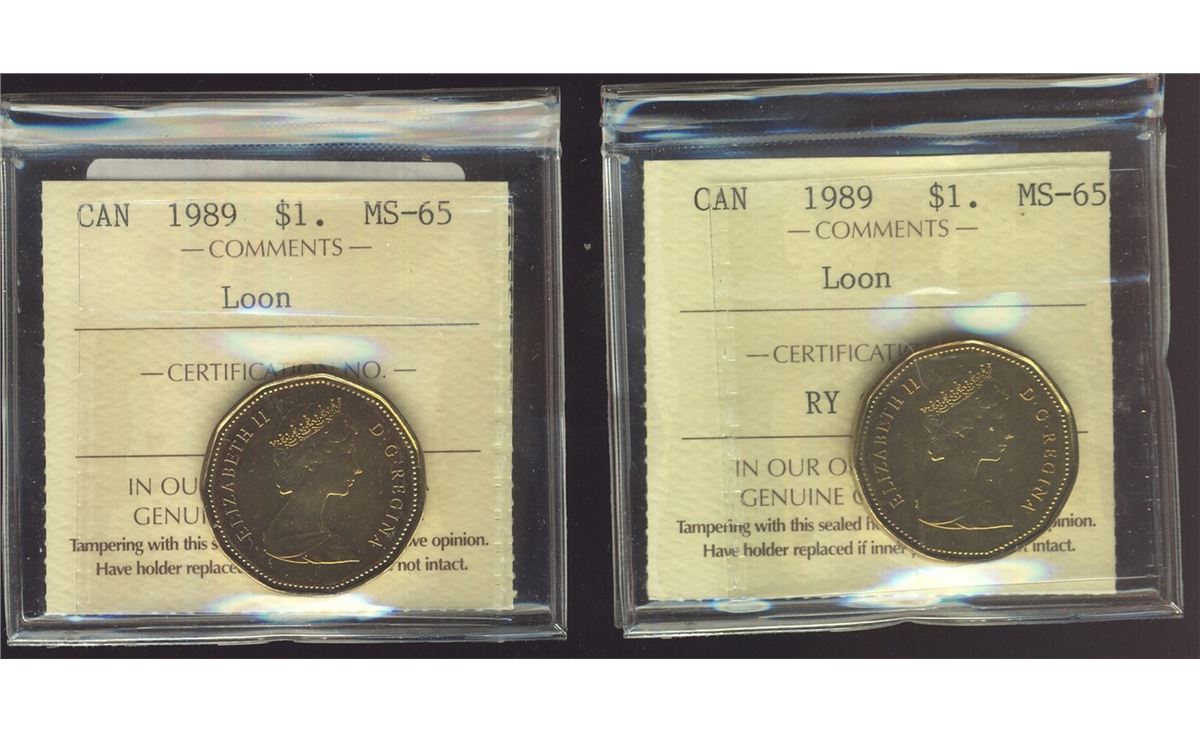 CAN 1989 $1. MS-65
— COMMENTS —
Loon
— CERTIFICATION NO. —
IN OU
GENUI
Tampering with this s ve opinion.
Have holder replace not intact.
ELIZABETH II D·G·REGINA
CAN 1989 $1. MS-65
— COMMENTS —
Loon
— CERTIFICATI
RY
IN OUR O
GENUINE
Tampering with this sealed h pinion.
Have holder replaced if inner intact.
ELIZABETH II D·G·REGINA